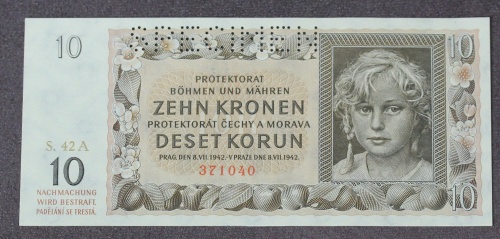 SPECIMEN
10
10
PROTEKTORAT
BÖHMEN UND MÄHREN
ZEHN KRONEN
PROTEKTORÁT ČECHY A MORAVA
DESET KORUN
PRAG, DEN 8. VII. 1942. - V PRAZE DNE 8. VII. 1942.
371040
S. 42 A
10
NACHMACHUNG
WIRD BESTRAFT.
PADĚLÁNÍ SE TRESTÁ.
10